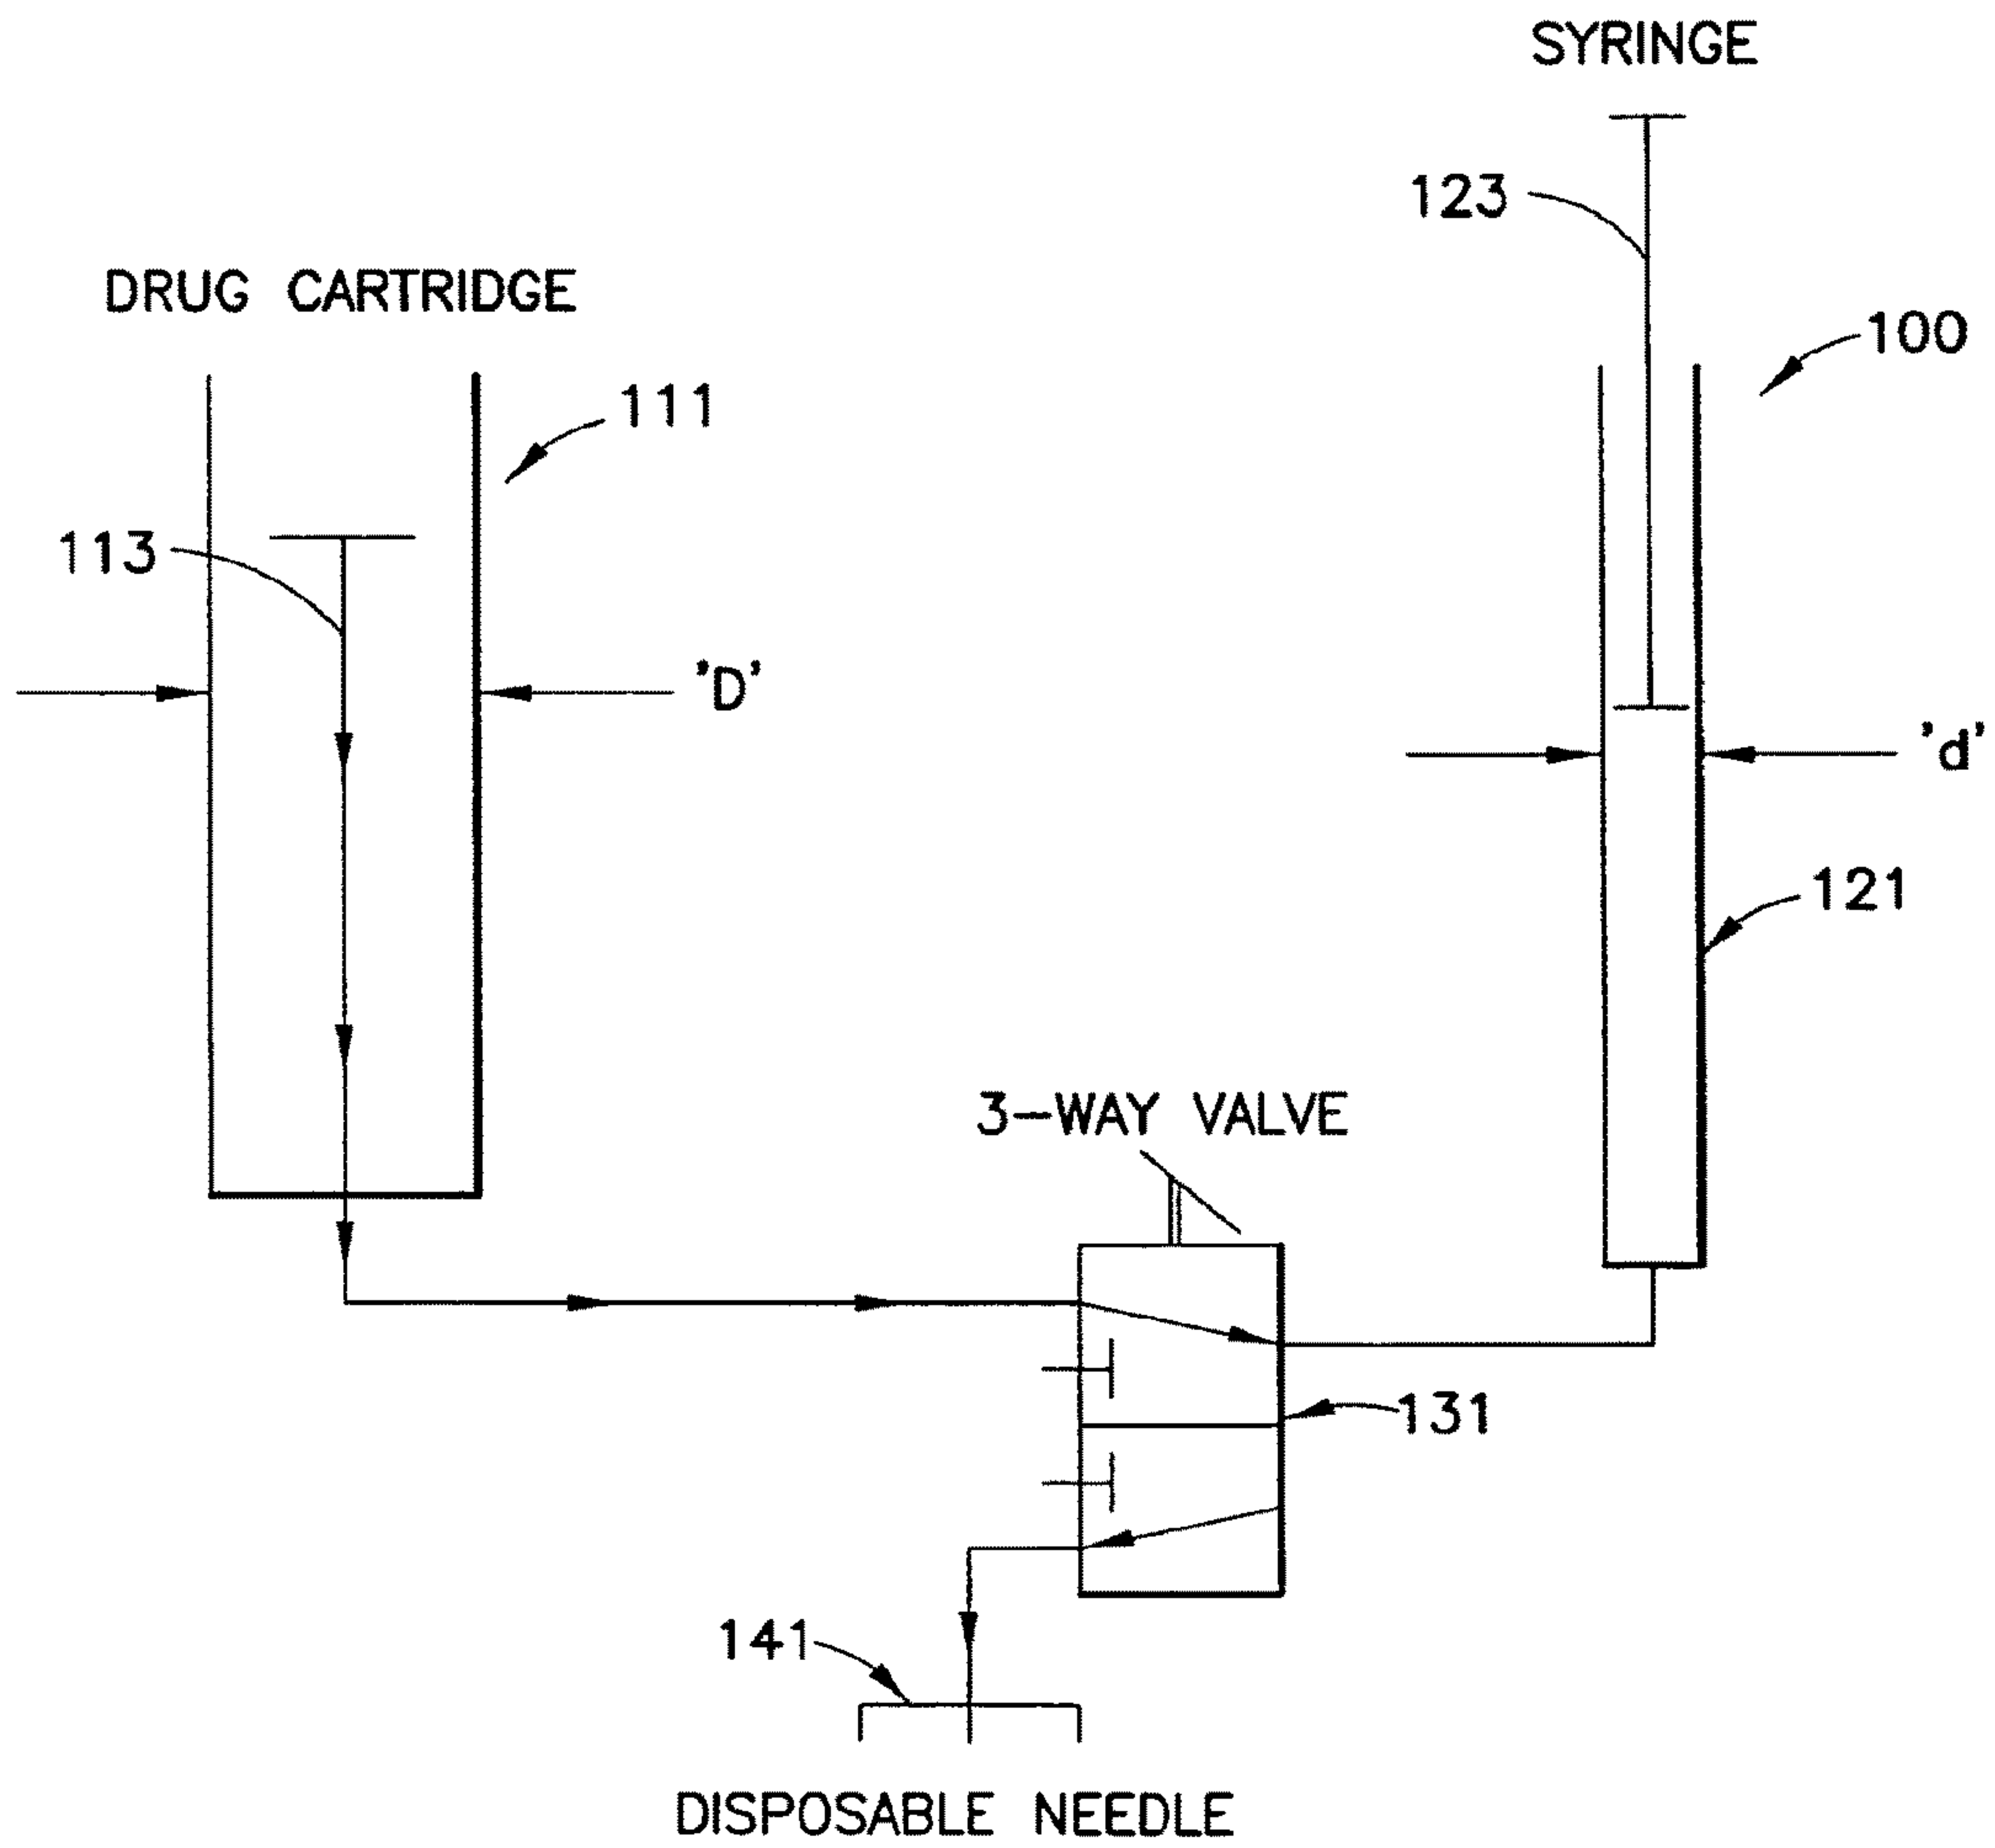 SYRINGE
123
DRUG CARTRIDGE
100
111
113
'D'
'd'
121
3-WAY VALVE
131
141
DISPOSABLE NEEDLE